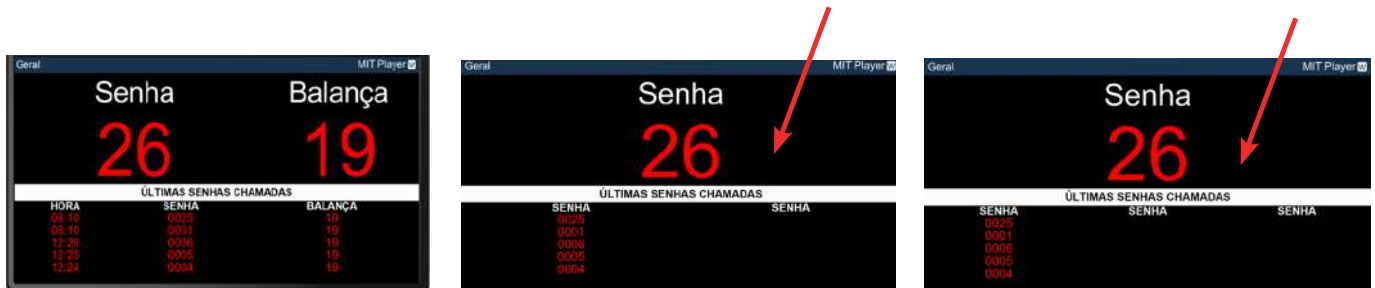 Geral MIT Player W
Senha Balança
26 19
ÚLTIMAS SENHAS CHAMADAS
HORA SENHA BALANÇA
08:10 0025 19
19
12:26 0006 19
12:25 0005 19
12:24 0004 19
Geral MIT Player W
Senha
26
ÚLTIMAS SENHAS CHAMADAS
SENHA SENHA
0025
0001
0006
0005
0004
Geral MIT Player W
Senha
26
ÚLTIMAS SENHAS CHAMADAS
SENHA SENHA SENHA
0025
0001
0006
0005
0004